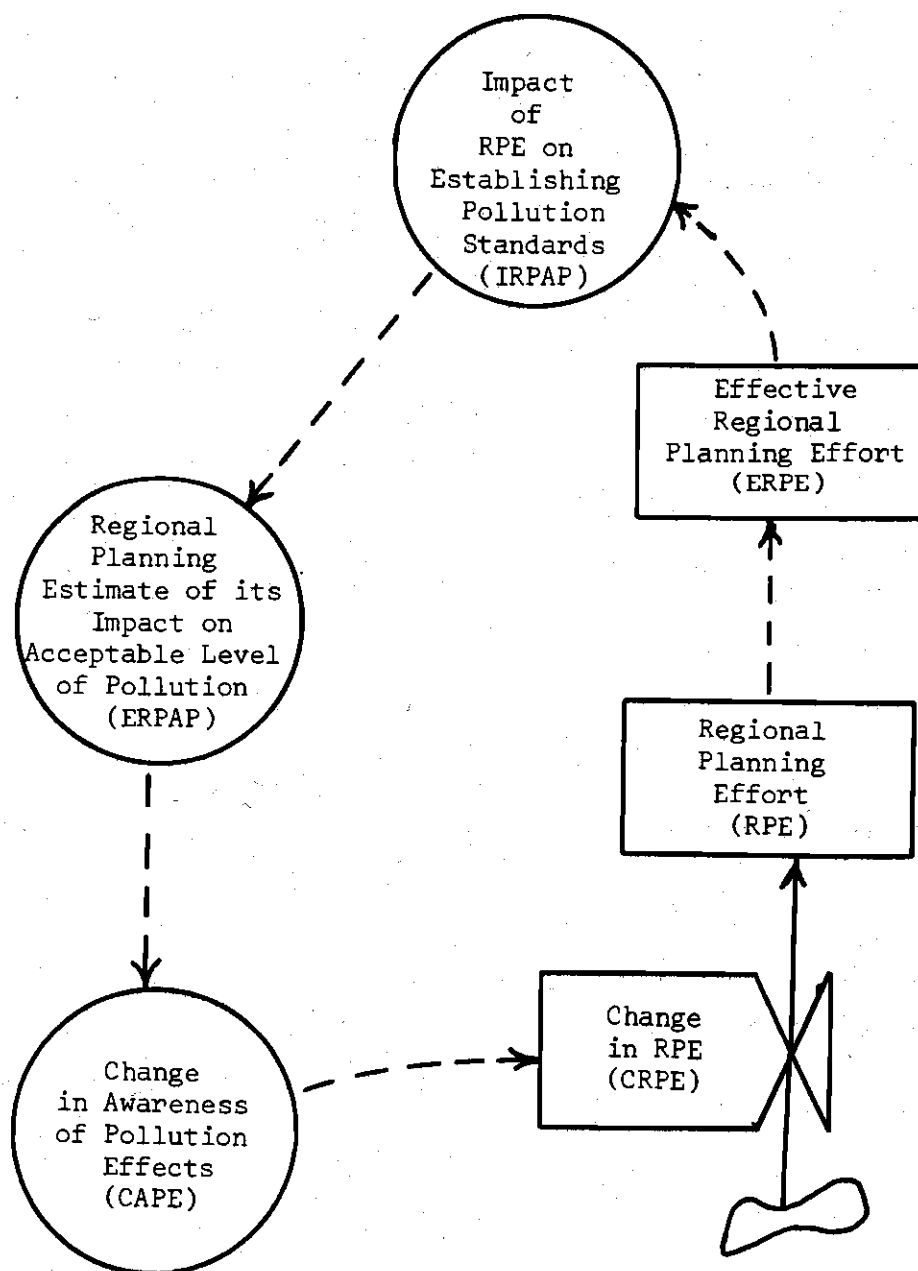 Impact
of
RPE on
Establishing
Pollution
Standards
(IRPAP)
Effective
Regional
Planning Effort
(ERPE)
Regional
Planning
Estimate of its
Impact on
Acceptable Level
of Pollution
(ERPAP)
Regional
Planning
Effort
(RPE)
Change
in RPE
(CRPE)
Change
in Awareness
of Pollution
Effects
(CAPE)